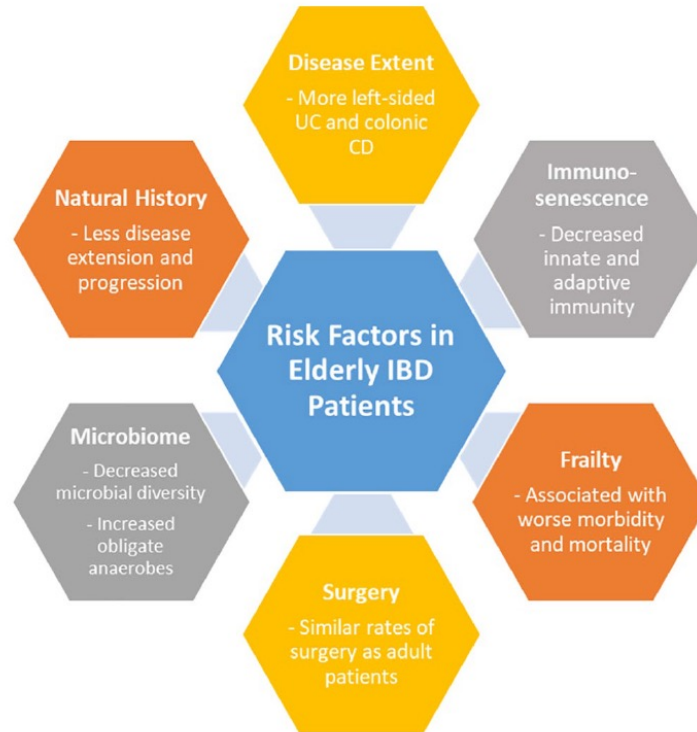 Disease Extent
- More left-sided
UC and colonic
CD
Immuno-
senescence
- Decreased
innate and
adaptive
immunity
Natural History
- Less disease
extension and
progression
Risk Factors in
Elderly IBD
Patients
Microbiome
- Decreased
microbial diversity
- Increased
obligate
anaerobes
Frailty
- Associated with
worse morbidity
and mortality
Surgery
- Similar rates of
surgery as adult
patients